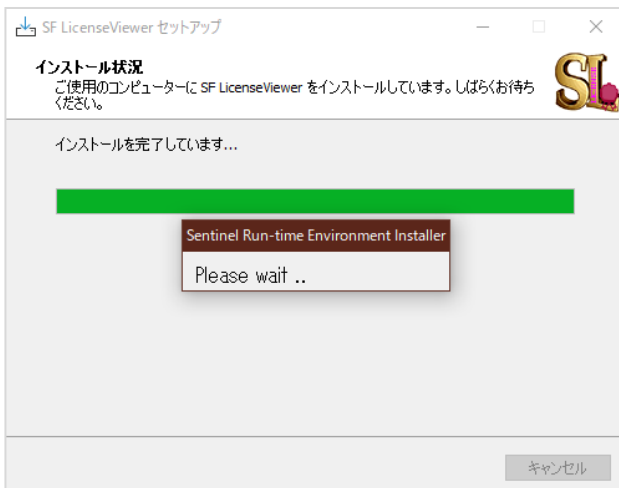 SF LicenseViewer セットアップ
インストール状況
ご使用のコンピューターに SF LicenseViewer をインストールしています。しばらくお待ち
ください。
SL
インストールを完了しています...
Sentinel Run-time Environment Installer
Please wait ..
キャンセル